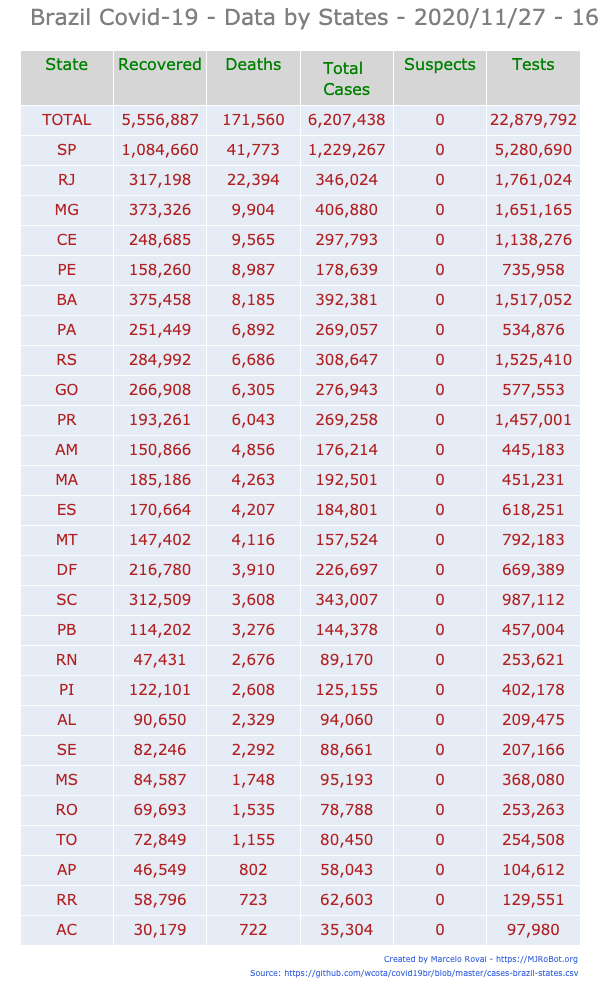 Brazil Covid-19 - Data by States - 2020/11/27 - 16
State Recovered Deaths Total Cases Suspects Tests
TOTAL 5,556,887 171,560 6,207,438 0 22,879,792
SP 1,084,660 41,773 1,229,267 0 5,280,690
RJ 317,198 22,394 346,024 0 1,761,024
MG 373,326 9,904 406,880 0 1,651,165
CE 248,685 9,565 297,793 0 1,138,276
PE 158,260 8,987 178,639 0 735,958
BA 375,458 8,185 392,381 0 1,517,052
PA 251,449 6,892 269,057 0 534,876
RS 284,992 6,686 308,647 0 1,525,410
GO 266,908 6,305 276,943 0 577,553
PR 193,261 6,043 269,258 0 1,457,001
AM 150,866 4,856 176,214 0 445,183
MA 185,186 4,263 192,501 0 451,231
ES 170,664 4,207 184,801 0 618,251
MT 147,402 4,116 157,524 0 792,183
DF 216,780 3,910 226,697 0 669,389
SC 312,509 3,608 343,007 0 987,112
PB 114,202 3,276 144,378 0 457,004
RN 47,431 2,676 89,170 0 253,621
PI 122,101 2,608 125,155 0 402,178
AL 90,650 2,329 94,060 0 209,475
SE 82,246 2,292 88,661 0 207,166
MS 84,587 1,748 95,193 0 368,080
RO 69,693 1,535 78,788 0 253,263
TO 72,849 1,155 80,450 0 254,508
AP 46,549 802 58,043 0 104,612
RR 58,796 723 62,603 0 129,551
AC 30,179 722 35,304 0 97,980
Created by Marcelo Rovai - https://MJRoBot.org
Source: https://github.com/wcota/covid19br/blob/master/cases-brazil-states.csv